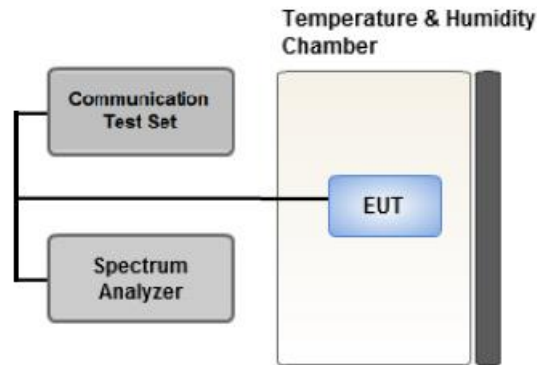 Temperature & Humidity
Chamber
Communication
Test Set
EUT
Spectrum
Analyzer